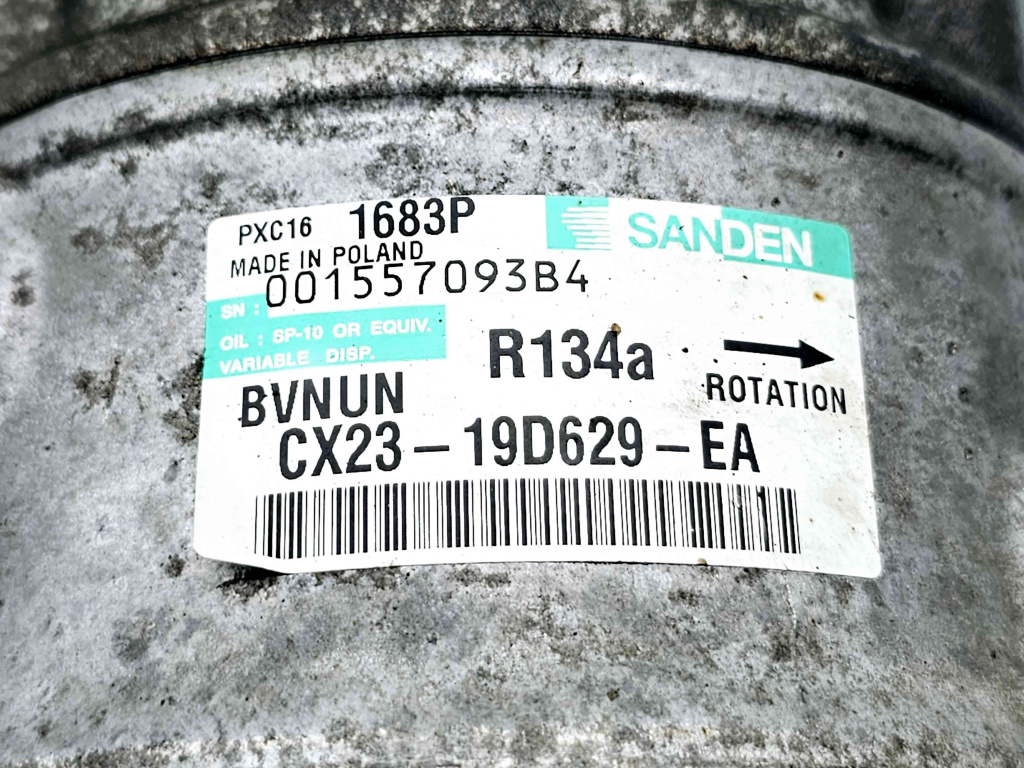 PXC16 1683P
SANDEN
MADE IN POLAND
SN : 001557093B4
OIL : SP-10 OR EQUIV.
VARIABLE DISP.
R134a
ROTATION
BVNUN
CX23-19D629-EA